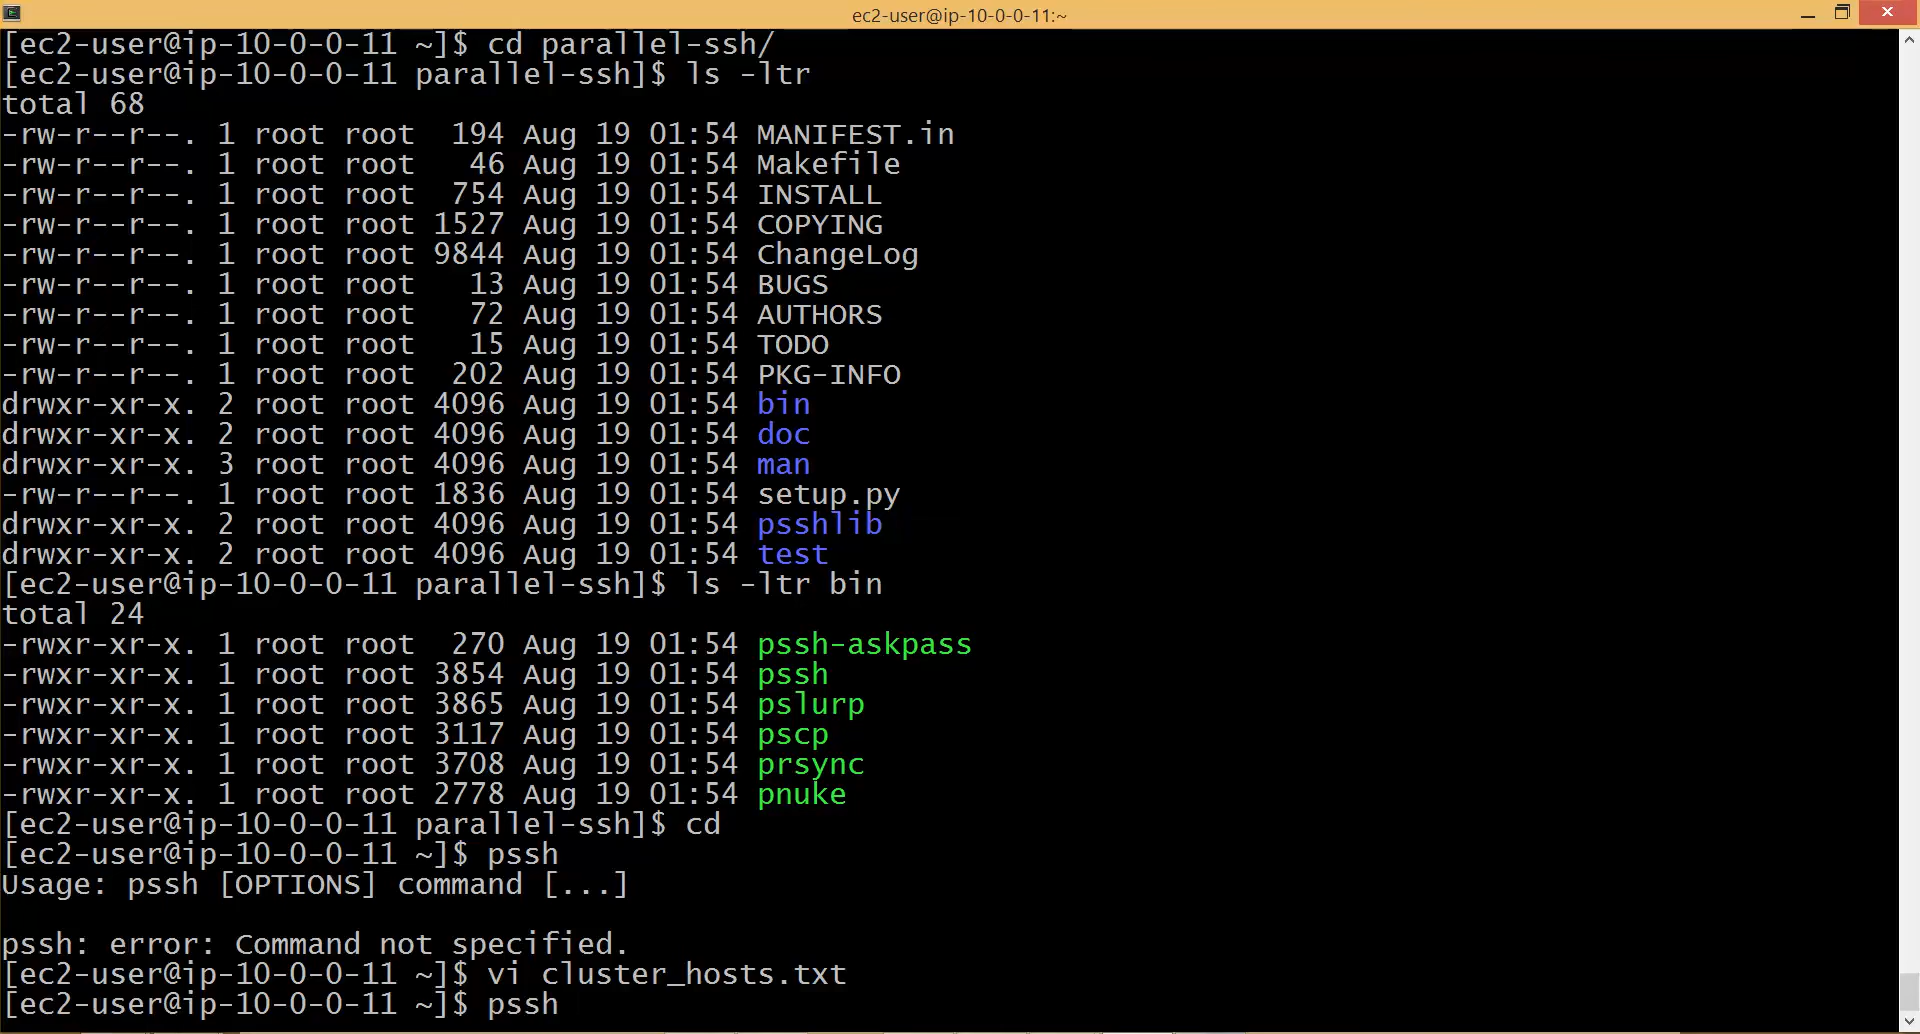 ec2-user@ip-10-0-0-11:~
[ec2-user@ip-10-0-0-11 ~]$ cd parallel-ssh/
[ec2-user@ip-10-0-0-11 parallel-ssh]$ ls -ltr
total 68
-rw-r--r--. 1 root root  194 Aug 19 01:54 MANIFEST.in
-rw-r--r--. 1 root root   46 Aug 19 01:54 Makefile
-rw-r--r--. 1 root root  754 Aug 19 01:54 INSTALL
-rw-r--r--. 1 root root 1527 Aug 19 01:54 COPYING
-rw-r--r--. 1 root root 9844 Aug 19 01:54 ChangeLog
-rw-r--r--. 1 root root   13 Aug 19 01:54 BUGS
-rw-r--r--. 1 root root   72 Aug 19 01:54 AUTHORS
-rw-r--r--. 1 root root   15 Aug 19 01:54 TODO
-rw-r--r--. 1 root root  202 Aug 19 01:54 PKG-INFO
drwxr-xr-x. 2 root root 4096 Aug 19 01:54 bin
drwxr-xr-x. 2 root root 4096 Aug 19 01:54 doc
drwxr-xr-x. 3 root root 4096 Aug 19 01:54 man
-rw-r--r--. 1 root root 1836 Aug 19 01:54 setup.py
drwxr-xr-x. 2 root root 4096 Aug 19 01:54 psshlib
drwxr-xr-x. 2 root root 4096 Aug 19 01:54 test
[ec2-user@ip-10-0-0-11 parallel-ssh]$ ls -ltr bin
total 24
-rwxr-xr-x. 1 root root  270 Aug 19 01:54 pssh-askpass
-rwxr-xr-x. 1 root root 3854 Aug 19 01:54 pssh
-rwxr-xr-x. 1 root root 3865 Aug 19 01:54 pslurp
-rwxr-xr-x. 1 root root 3117 Aug 19 01:54 pscp
-rwxr-xr-x. 1 root root 3708 Aug 19 01:54 prsync
-rwxr-xr-x. 1 root root 2778 Aug 19 01:54 pnuke
[ec2-user@ip-10-0-0-11 parallel-ssh]$ cd
[ec2-user@ip-10-0-0-11 ~]$ pssh
Usage: pssh [OPTIONS] command [...]
pssh: error: Command not specified.
[ec2-user@ip-10-0-0-11 ~]$ vi cluster_hosts.txt
[ec2-user@ip-10-0-0-11 ~]$ pssh